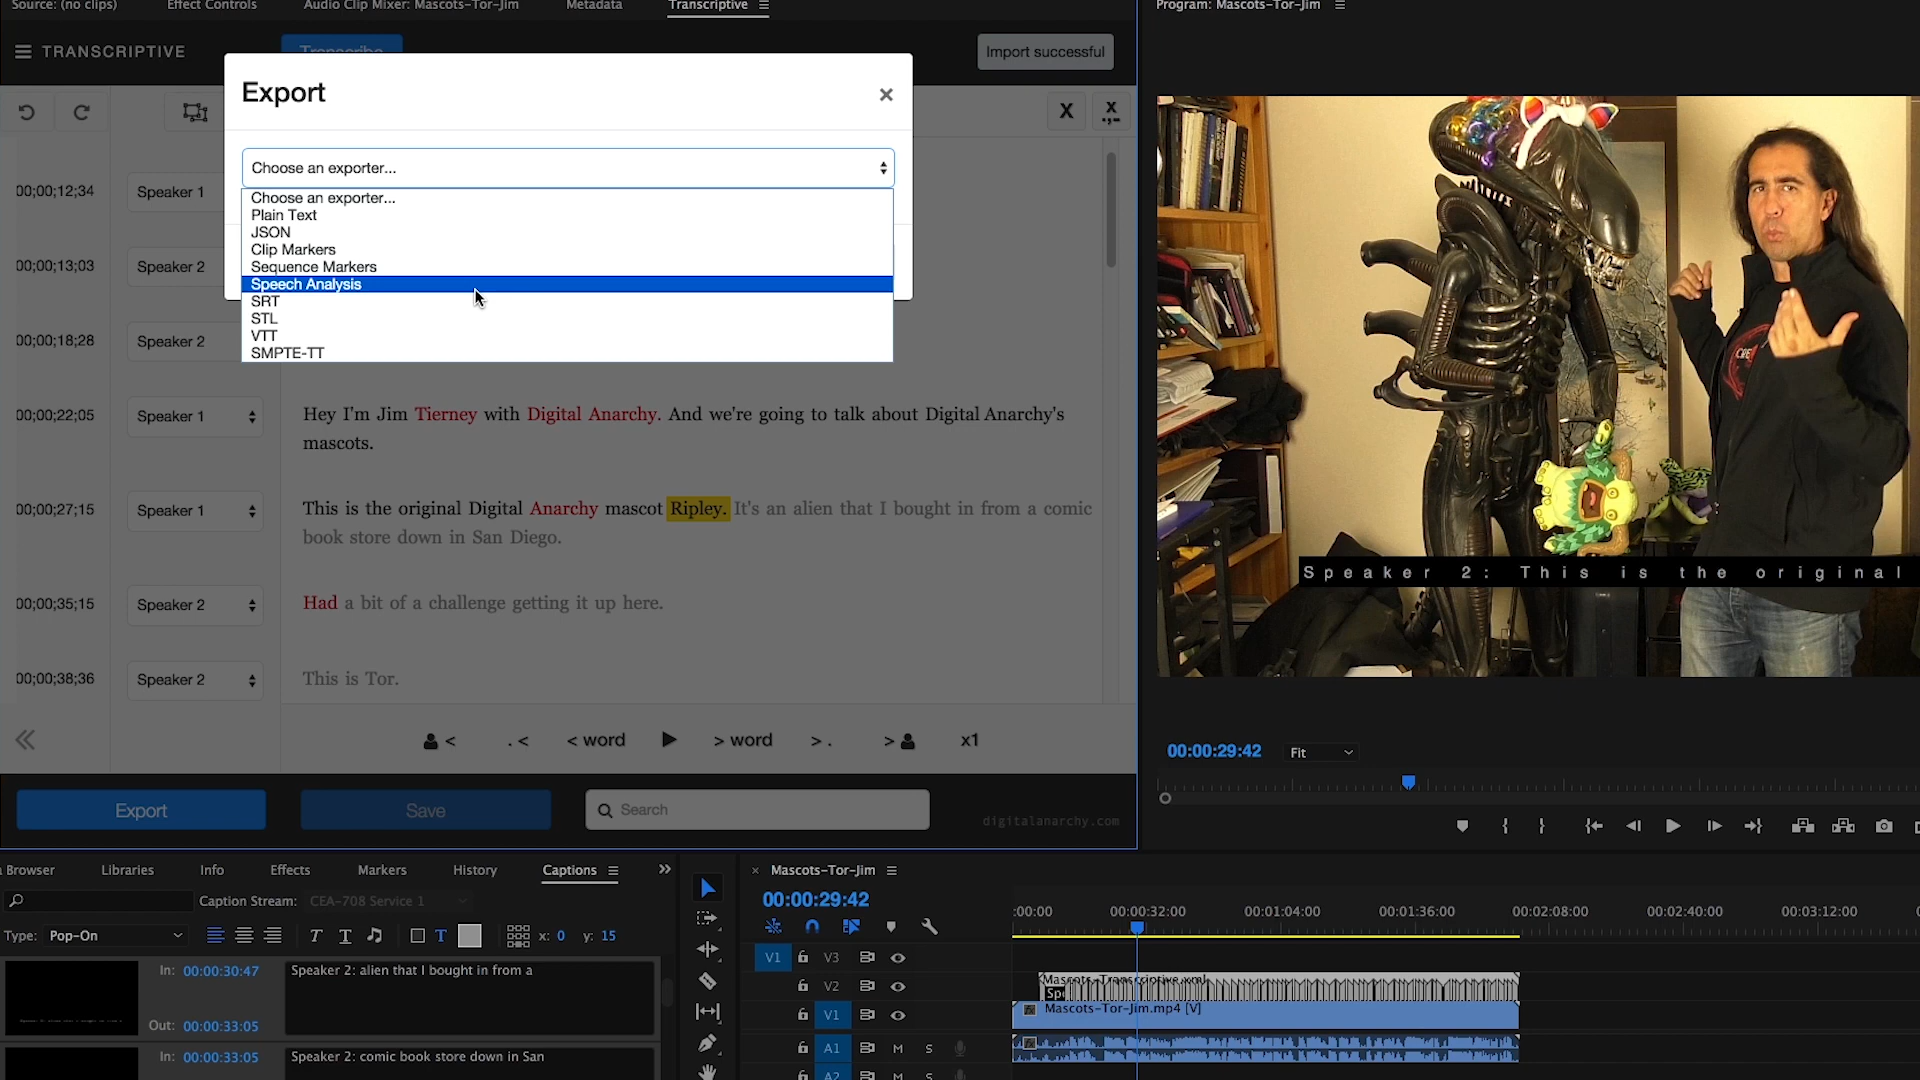 Source: (no clips)
Effect Controls
Audio Clip Mixer: Mascots-Tor-Jim
Metadata
Transcriptive
Program: Mascots-Tor-Jim
TRANSCRIPTIVE
Transcribe
Import successful
Export
×
X
X
Choose an exporter...
Choose an exporter...
Plain Text
JSON
Clip Markers
Sequence Markers
Speech Analysis
SRT
STL
VTT
SMPTE-TT
00;00;12;34
Speaker 1
00;00;13;03
Speaker 2
00;00;18;28
Speaker 2
00;00;22;05
Speaker 1
Hey I'm Jim Tierney with Digital Anarchy. And we're going to talk about Digital Anarchy's
mascots.
00;00;27;15
Speaker 1
This is the original Digital Anarchy mascot Ripley. It's an alien that I bought in from a comic
book store down in San Diego.
00;00;35;15
Speaker 2
Had a bit of a challenge getting it up here.
00;00;38;36
Speaker 2
This is Tor.
<
. <
< word
> word
> .
>
x1
Export
Save
Search
digitalanarchy.com
Speaker 2: This is the original
00:00:29:42
Fit
Browser
Libraries
Info
Effects
Markers
History
Captions
Caption Stream: CEA-708 Service 1
Type: Pop-On
T
T
T
x: 0
y: 15
In: 00:00:30:47
Speaker 2: alien that I bought in from a
Out: 00:00:33:05
In: 00:00:33:05
Speaker 2: comic book store down in San
× Mascots-Tor-Jim
00:00:29:42
:00:00
00:00:32:00
00:01:04:00
00:01:36:00
00:02:08:00
00:02:40:00
00:03:12:00
V1
V3
V2
Mascots-Transcriptive.xml
Spe
V1
Mascots-Tor-Jim.mp4 [V]
A1
M
S
A2
M
S